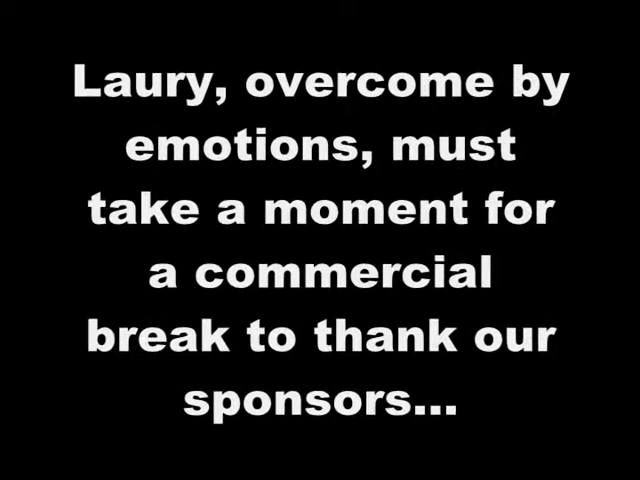 Laury, overcome by
emotions, must
take a moment for
a commercial
break to thank our
sponsors...